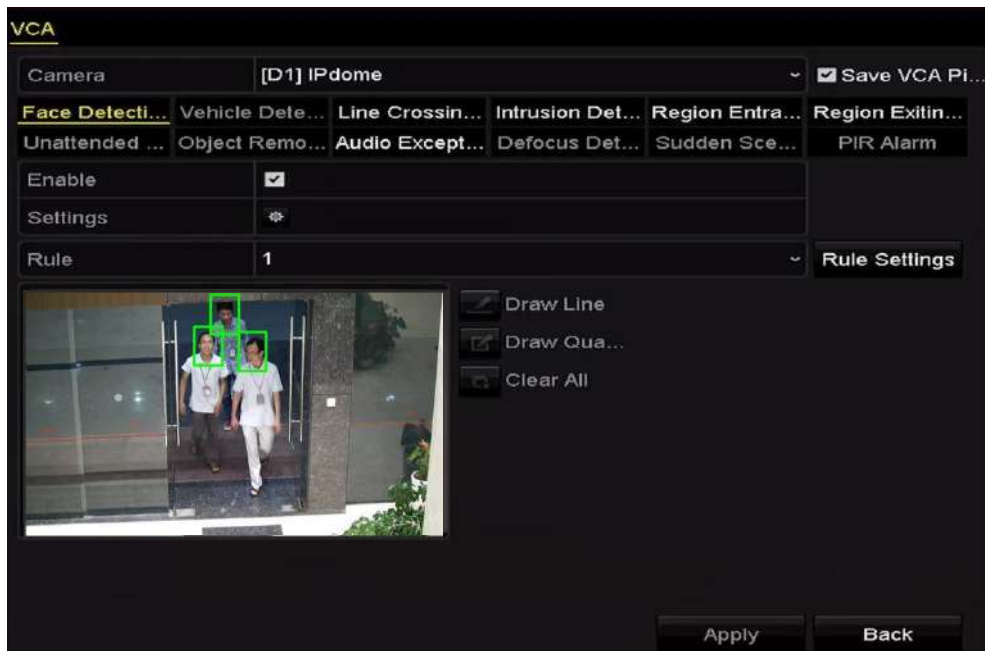 VCA
Camera [D1] IPdome Save VCA Pi...
Face Detecti... Vehicle Dete... Line Crossin... Intrusion Det... Region Entra... Region Exitin...
Unattended ... Object Remo... Audio Except... Defocus Det... Sudden Sce... PIR Alarm
Enable
Settings
Rule 1 Rule Settings
Draw Line
Draw Qua...
Clear All
Apply Back